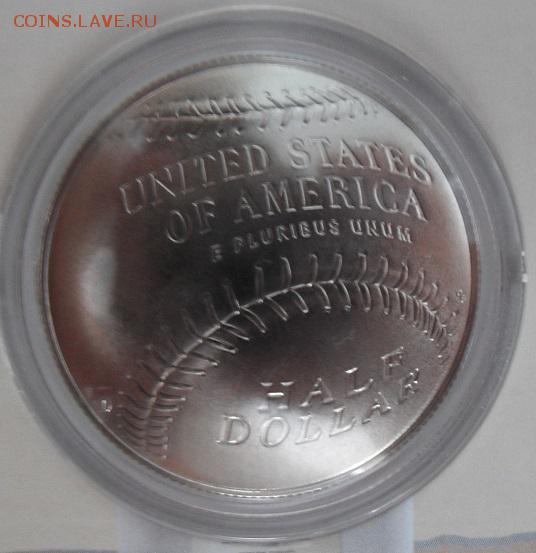 COINS.LAVE.RU
UNITED STATES
OF AMERICA
E PLURIBUS UNUM
HALF
DOLLAR